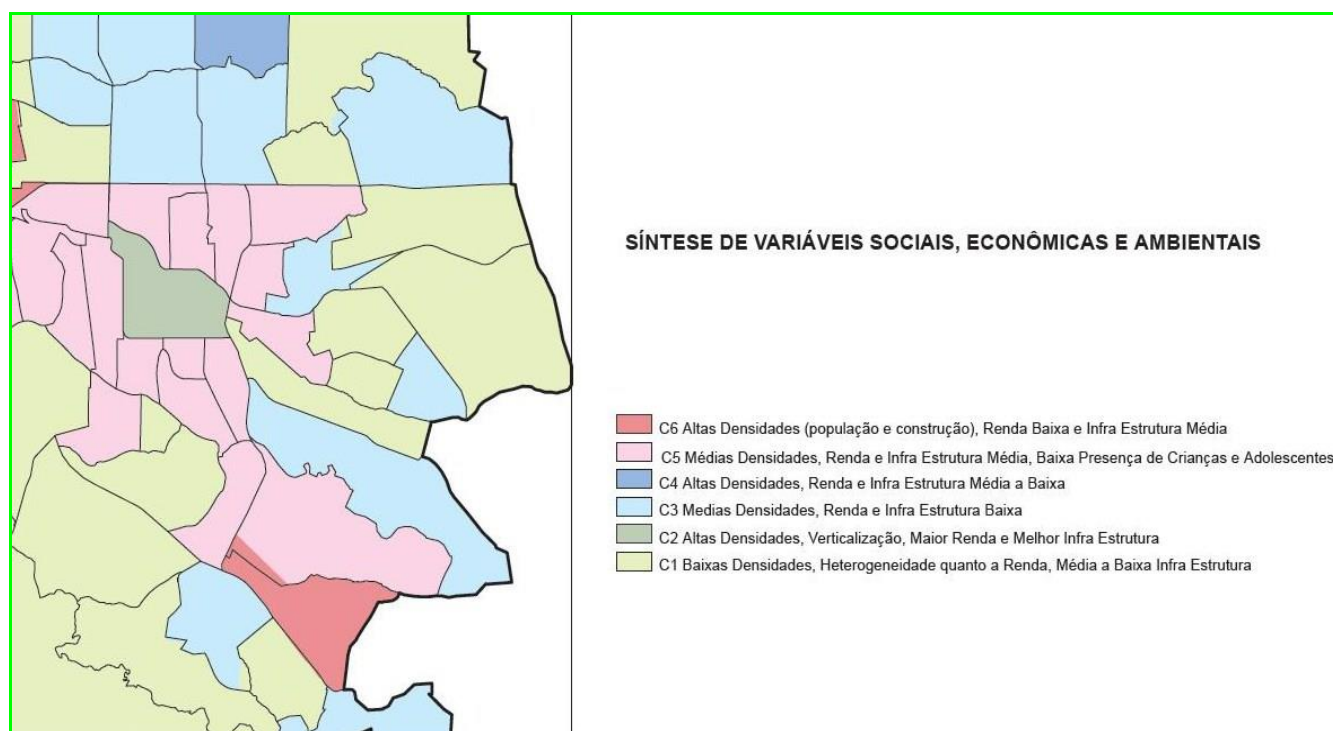 SÍNTESE DE VARIÁVEIS SOCIAIS, ECONÔMICAS E AMBIENTAIS
C6 Altas Densidades (população e construção), Renda Baixa e Infra Estrutura Média
C5 Médias Densidades, Renda e Infra Estrutura Média, Baixa Presença de Crianças e Adolescentes
C4 Altas Densidades, Renda e Infra Estrutura Média a Baixa
C3 Medias Densidades, Renda e Infra Estrutura Baixa
C2 Altas Densidades, Verticalização, Maior Renda e Melhor Infra Estrutura
C1 Baixas Densidades, Heterogeneidade quanto a Renda, Média a Baixa Infra Estrutura